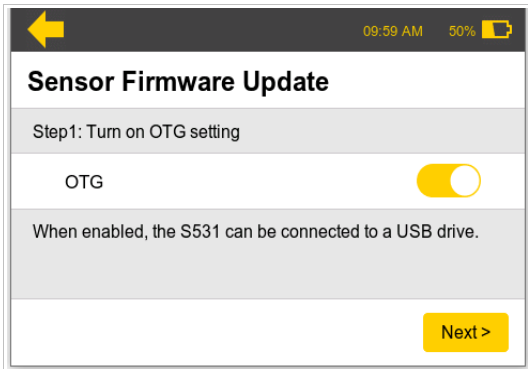 09:59 AM 50%
Sensor Firmware Update
Step1: Turn on OTG setting
OTG
When enabled, the S531 can be connected to a USB drive.
Next >